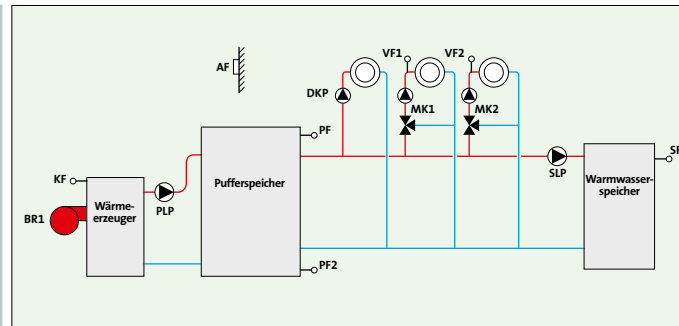 AF
VF1
VF2
DKP
MK1
MK2
PF
KF
Pufferspeicher
Warmwasser-
speicher
SLP
Wärme-
erzeuger
PLP
BR1
PF2